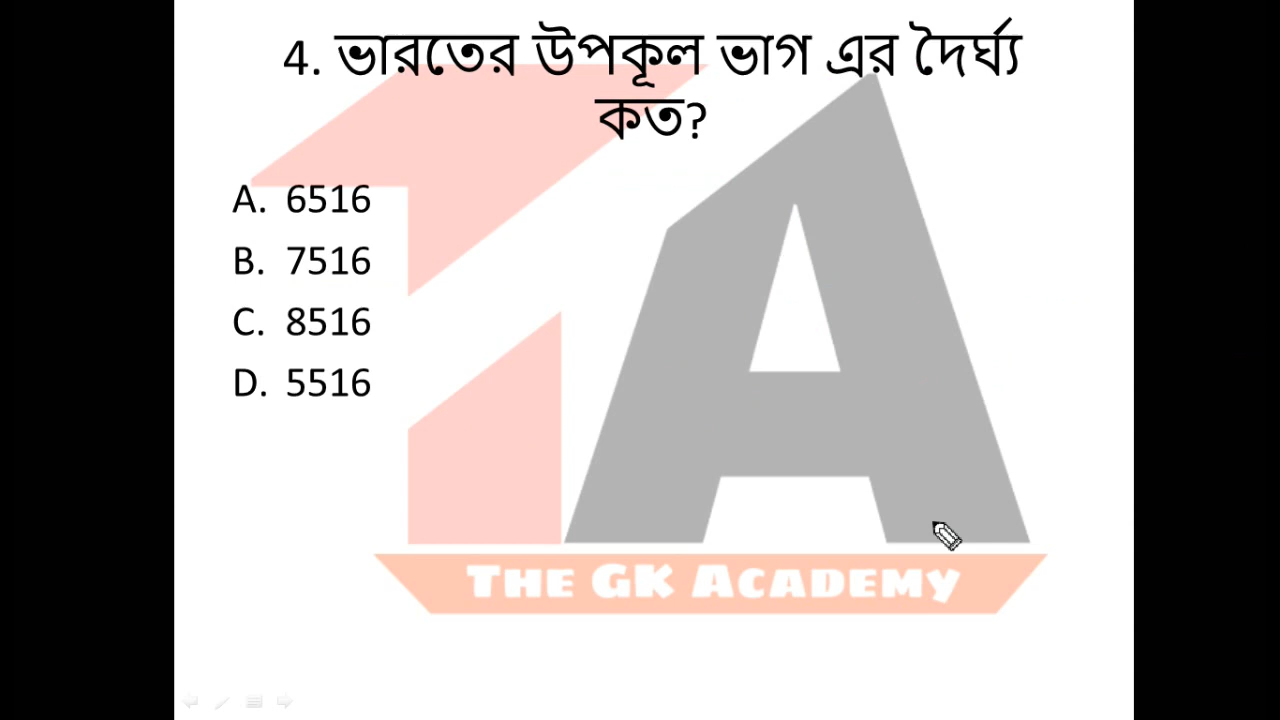 4. ভারতের উপকূল ভাগ এর দৈর্ঘ্য
কত?
A. 6516
B. 7516
C. 8516
D. 5516
THE GK ACADEMY